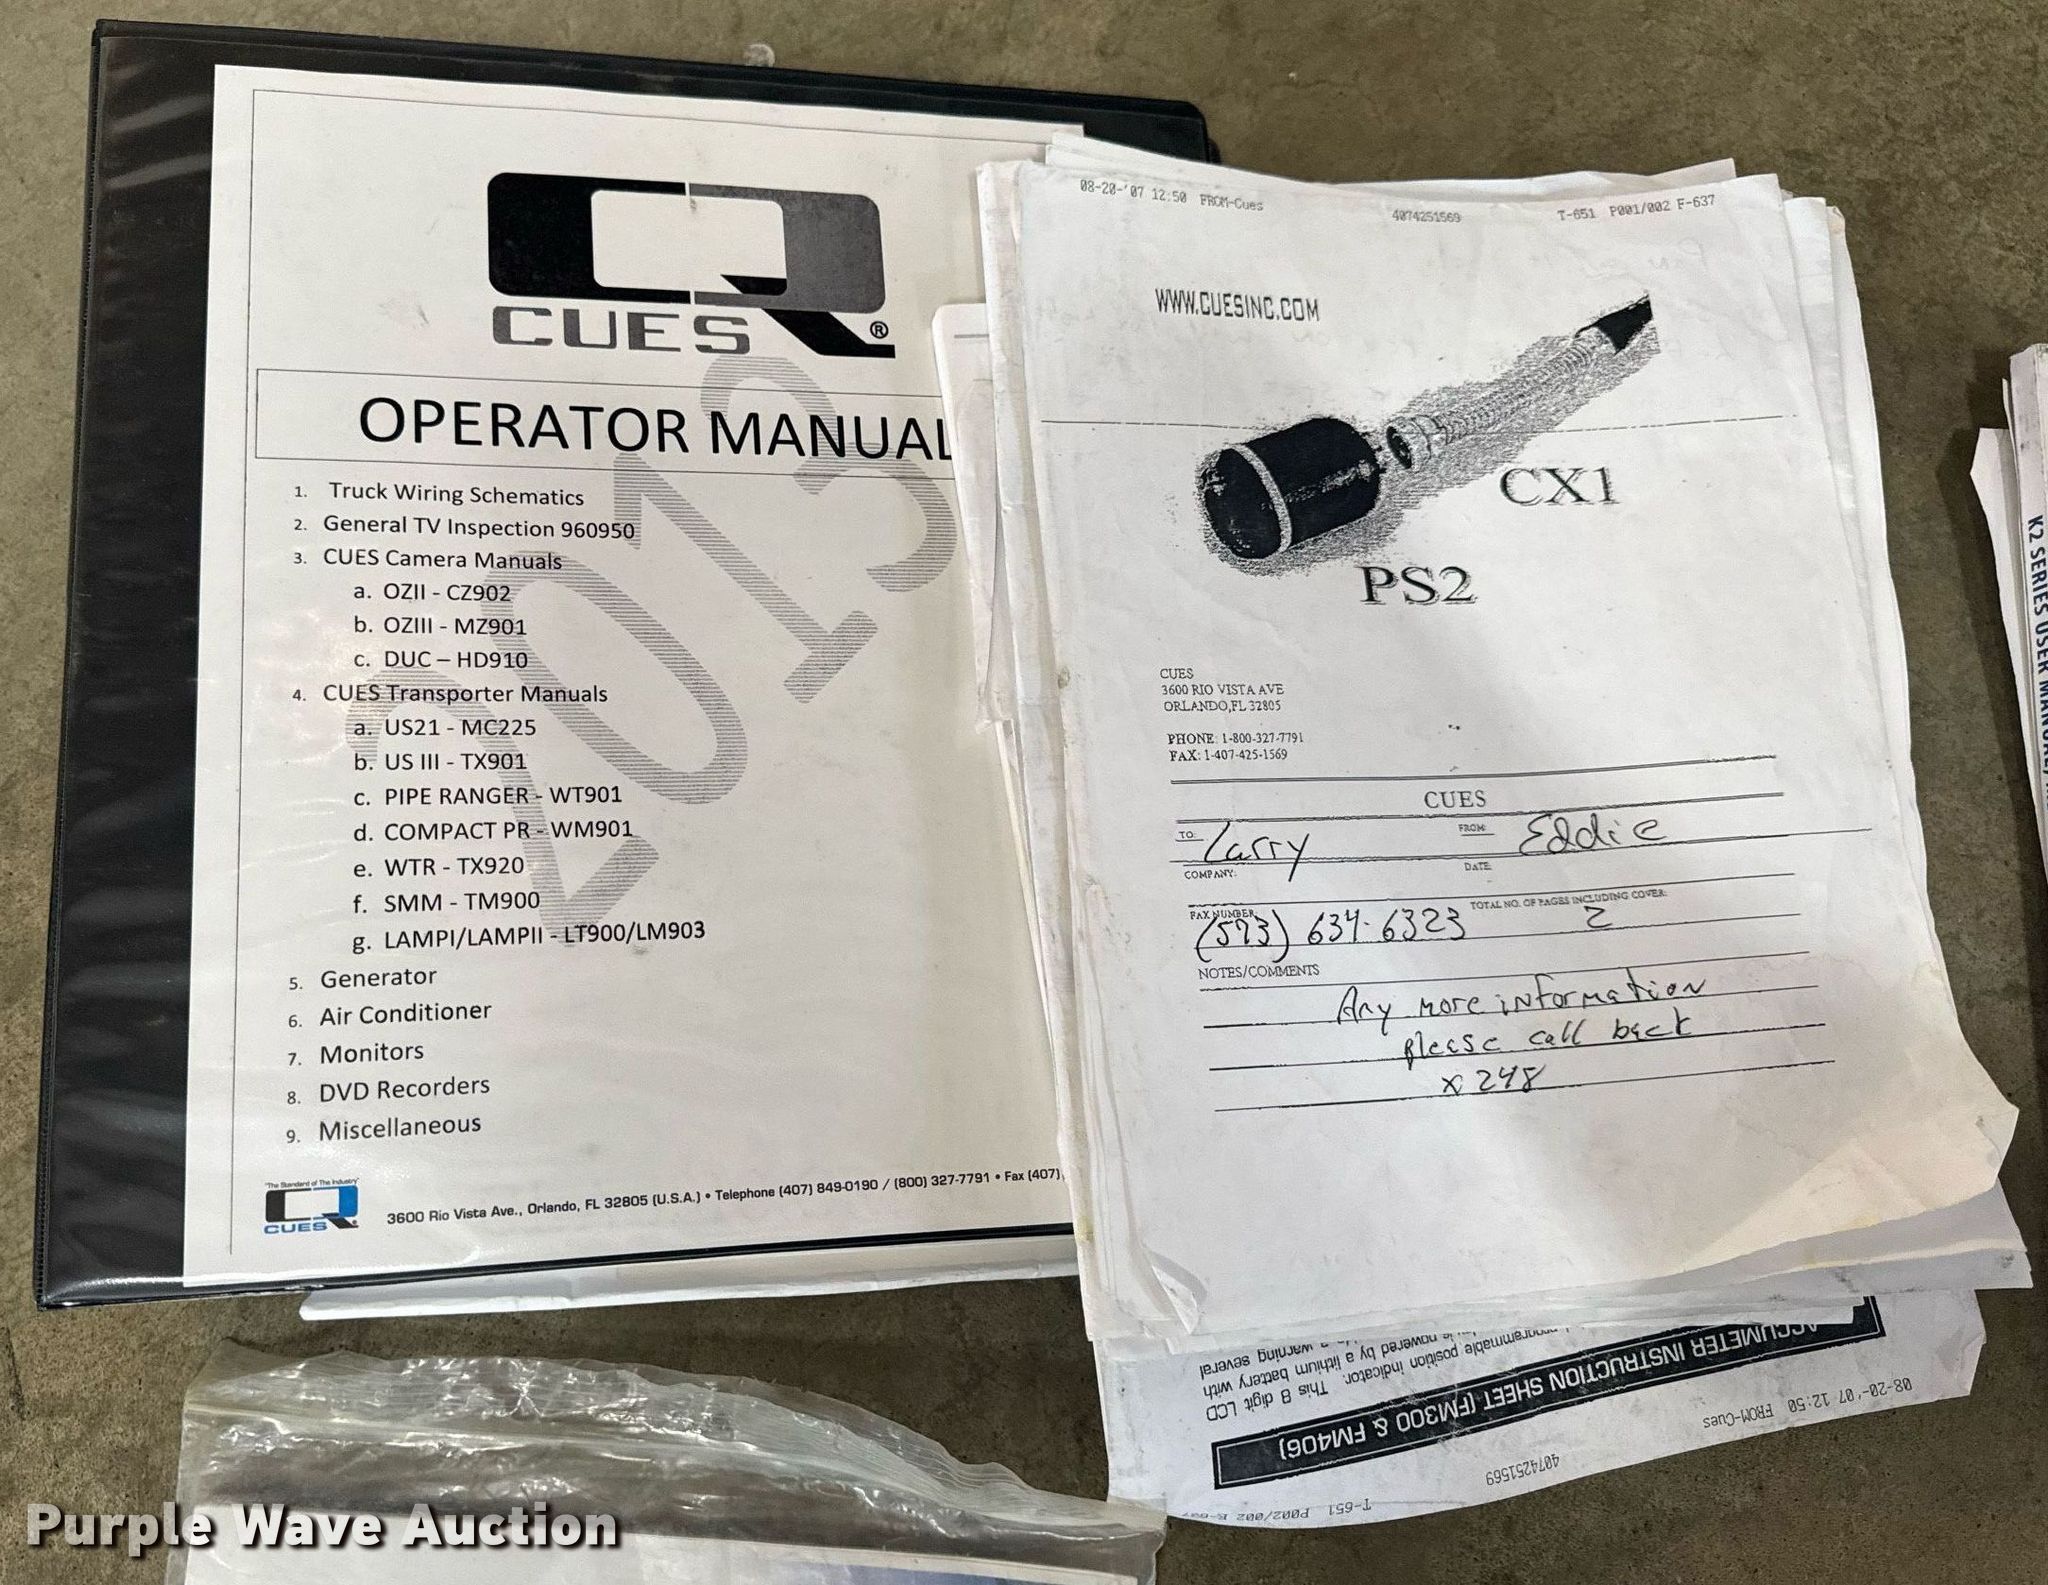 CUES ®
OPERATOR MANUAL
2013
1. Truck Wiring Schematics
2. General TV Inspection 960950
3. CUES Camera Manuals
a. OZII - CZ902
b. OZIII - MZ901
c. DUC – HD910
4. CUES Transporter Manuals
a. US21 - MC225
b. US III - TX901
c. PIPE RANGER - WT901
d. COMPACT PR - WM901
e. WTR - TX920
f. SMM - TM900
g. LAMPI/LAMPII - LT900/LM903
5. Generator
6. Air Conditioner
7. Monitors
8. DVD Recorders
9. Miscellaneous
"The Standard of The Industry"
CUES
3600 Rio Vista Ave., Orlando, FL 32805 (U.S.A.) • Telephone (407) 849-0190 / (800) 327-7791 • Fax (407)
08-20-'07 12:50 FROM-Cues 4074251569 T-651 P001/002 F-637
WWW.CUESINC.COM
CX1
PS2
CUES
3600 RIO VISTA AVE
ORLANDO,FL 32805
PHONE: 1-800-327-7791
FAX: 1-407-425-1569
CUES
TO: Larry FROM: Eddie
COMPANY: DATE:
FAX NUMBER: TOTAL NO. OF PAGES INCLUDING COVER:
(573) 634-6323 2
NOTES/COMMENTS
Any more information
please call back
x 248
08-20-'07 12:50 FROM-Cues 4074251569 T-651 P002/002
ACCUMETER INSTRUCTION SHEET (FM300 & FM406)
position indicator. This 8 digit LCD
powered by a lithium battery with
warning several
K2 SERIES USER MANUAL
Purple Wave Auction